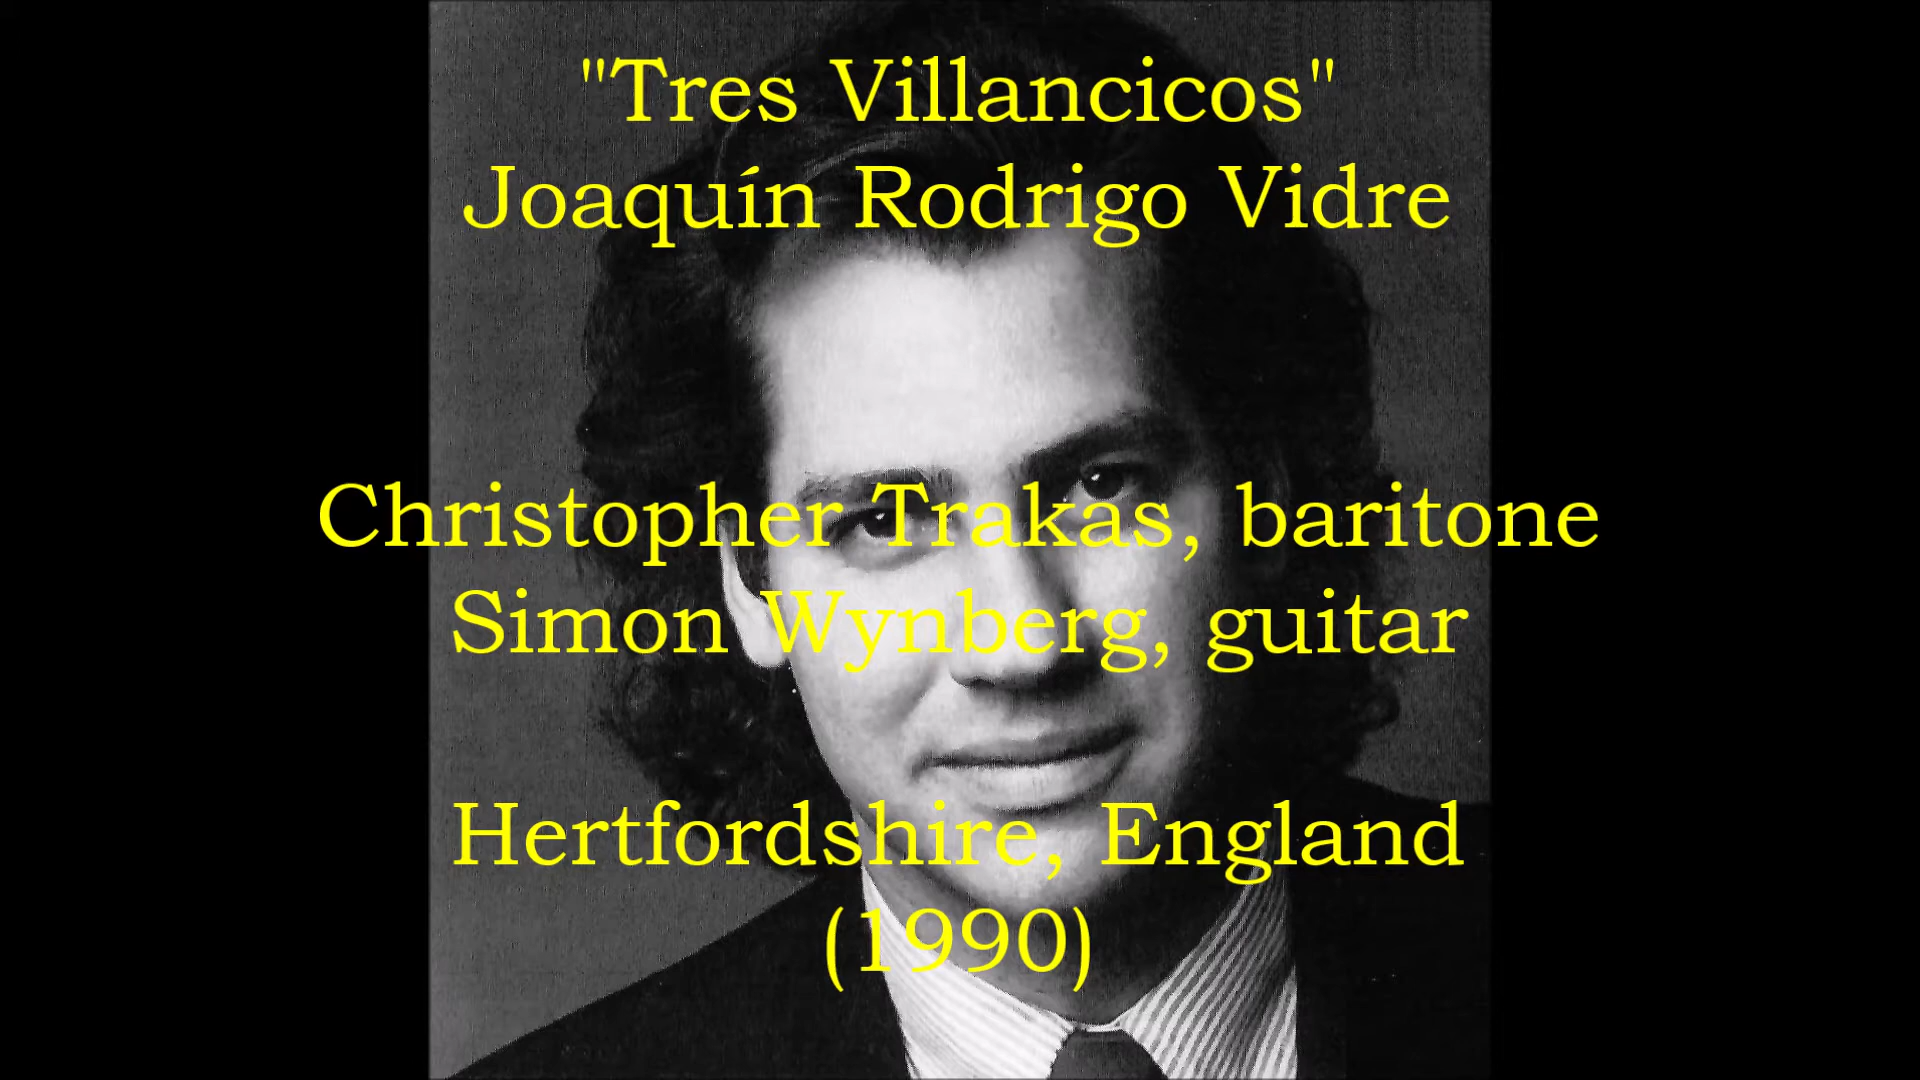 "Tres Villancicos"
Joaquín Rodrigo Vidre
Christopher Trakas, baritone
Simon Wynberg, guitar
Hertfordshire, England
(1990)